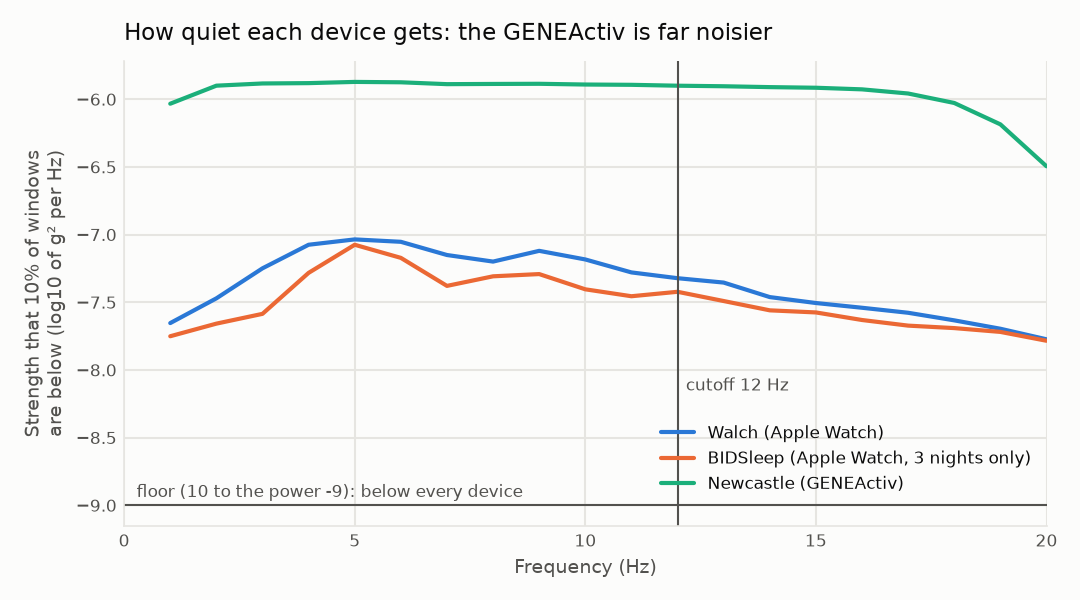 How quiet each device gets: the GENEActiv is far noisier
Strength that 10% of windows
are below (log10 of g² per Hz)
−6.0
−6.5
−7.0
−7.5
−8.0
−8.5
−9.0
cutoff 12 Hz
Walch (Apple Watch)
BIDSleep (Apple Watch, 3 nights only)
Newcastle (GENEActiv)
floor (10 to the power -9): below every device
0 5 10 15 20
Frequency (Hz)